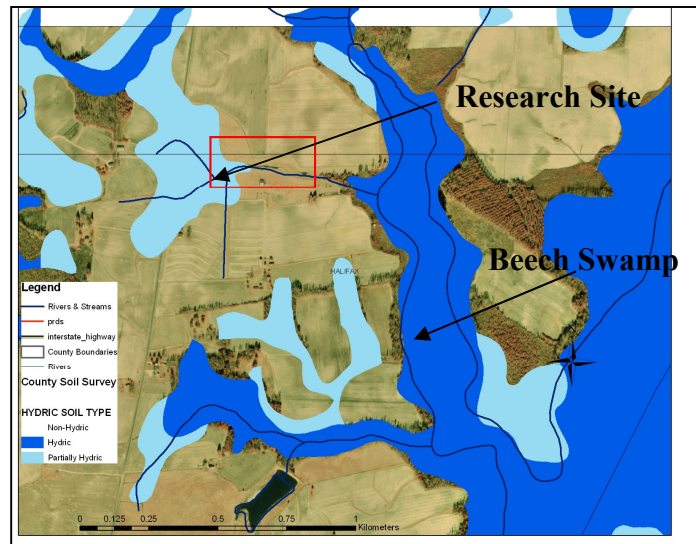 Research Site
Beech Swamp
HALIFAX
Legend
Rivers & Streams
prds
interstate_highway
County Boundaries
Rivers
County Soil Survey
HYDRIC SOIL TYPE
Non-Hydric
Hydric
Partially Hydric
0 0.125 0.25 0.5 0.75 1
Kilometers